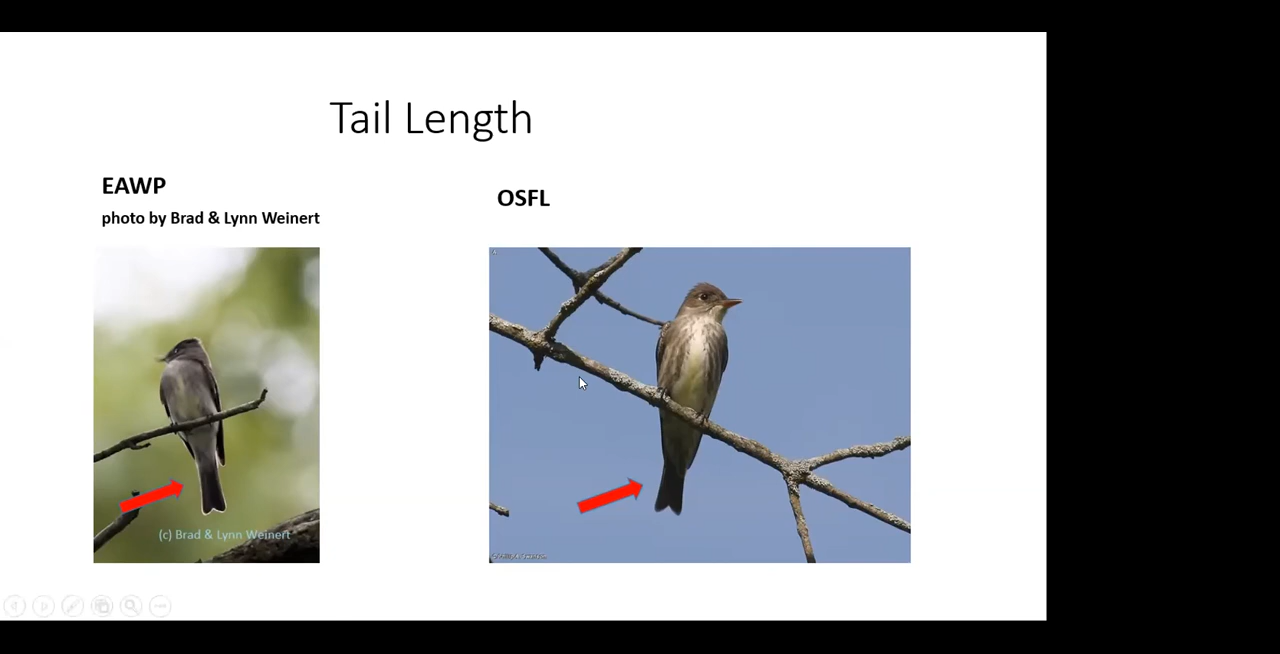 Tail Length
EAWP
photo by Brad & Lynn Weinert
OSFL
(c) Brad & Lynn Weinert